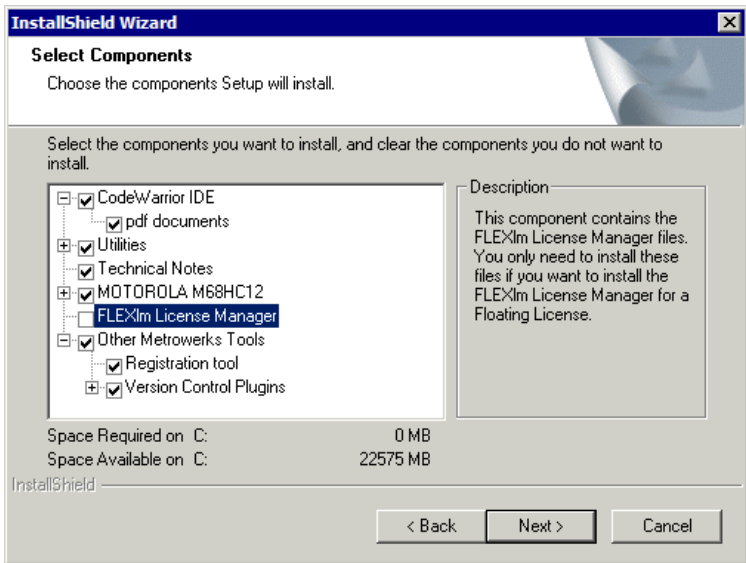 InstallShield Wizard
Select Components
Choose the components Setup will install.
Select the components you want to install, and clear the components you do not want to
install.
CodeWarrior IDE
pdf documents
Utilities
Technical Notes
MOTOROLA M68HC12
FLEXlm License Manager
Other Metrowerks Tools
Registration tool
Version Control Plugins
Description
This component contains the
FLEXlm License Manager files.
You only need to install these
files if you want to install the
FLEXlm License Manager for a
Floating License.
Space Required on C: 0 MB
Space Available on C: 22575 MB
InstallShield
< Back Next > Cancel